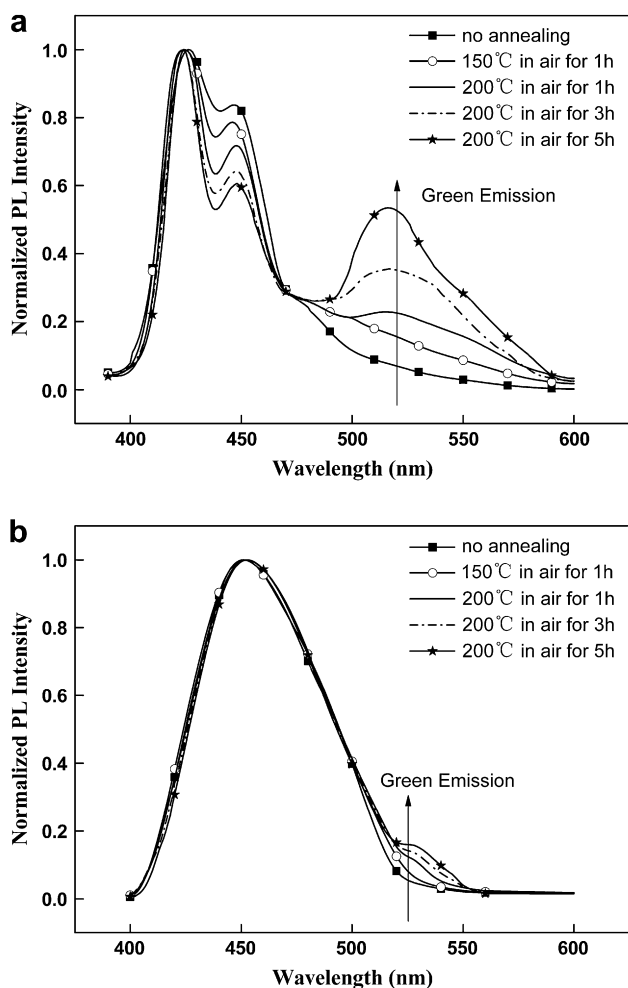 a
no annealing
150℃ in air for 1h
200℃ in air for 1h
200℃ in air for 3h
200℃ in air for 5h
Green Emission
Normalized PL Intensity
1.0
0.8
0.6
0.4
0.2
0.0
400 450 500 550 600
Wavelength (nm)
b
no annealing
150℃ in air for 1h
200℃ in air for 1h
200℃ in air for 3h
200℃ in air for 5h
Green Emission
Normalized PL Intensity
1.0
0.8
0.6
0.4
0.2
0.0
400 450 500 550 600
Wavelength (nm)